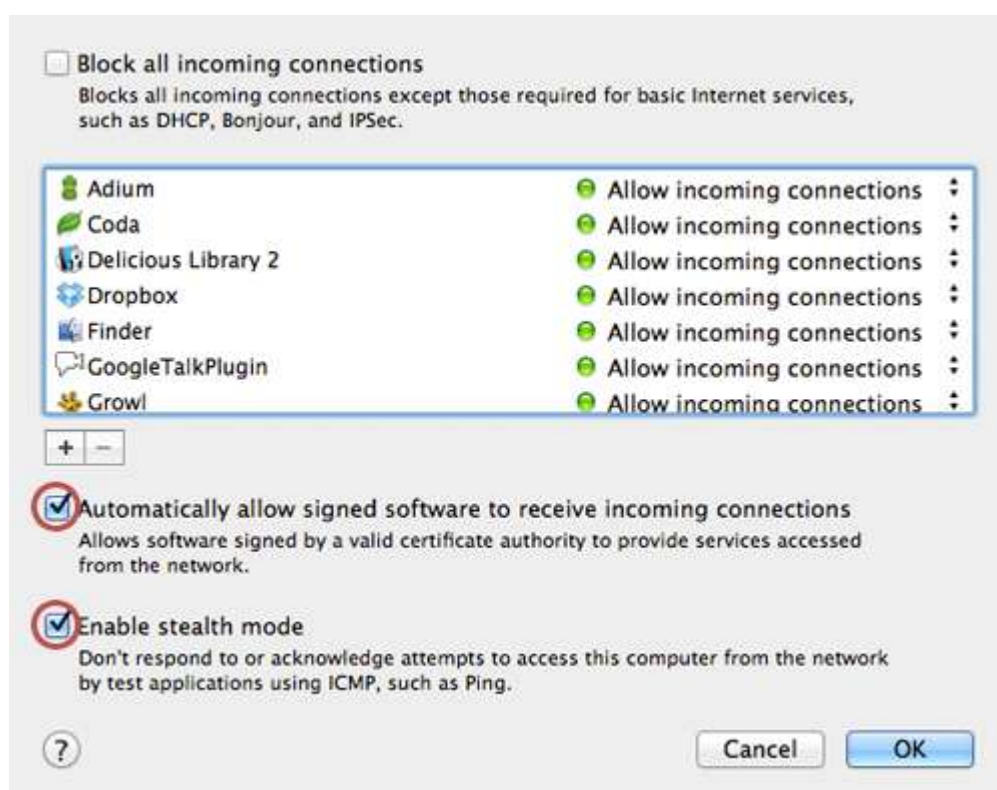 Block all incoming connections
Blocks all incoming connections except those required for basic Internet services,
such as DHCP, Bonjour, and IPSec.
Adium Allow incoming connections
Coda Allow incoming connections
Delicious Library 2 Allow incoming connections
Dropbox Allow incoming connections
Finder Allow incoming connections
GoogleTalkPlugin Allow incoming connections
Growl Allow incoming connections
+ −
Automatically allow signed software to receive incoming connections
Allows software signed by a valid certificate authority to provide services accessed
from the network.
Enable stealth mode
Don't respond to or acknowledge attempts to access this computer from the network
by test applications using ICMP, such as Ping.
? Cancel OK